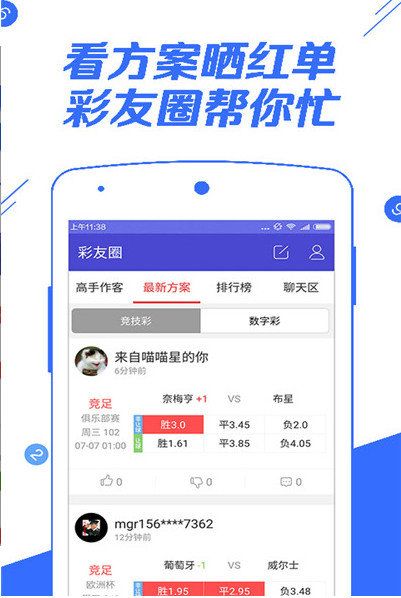 看方案晒红单
彩友圈帮你忙
上午11:38
彩友圈
高手作客 最新方案 排行榜 聊天区
竞技彩 数字彩
来自喵喵星的你
6分钟前
竞足
俱乐部赛
周三 102
07-07 01:00
奈梅亨 +1 VS 布星
胜3.0 平3.45 负2.0
胜1.61 平3.85 负4.05
0 0 0
mgr156****7362
12分钟前
竞足
欧洲杯
葡萄牙 -1 VS 威尔士
胜1.95 平2.95 负3.48